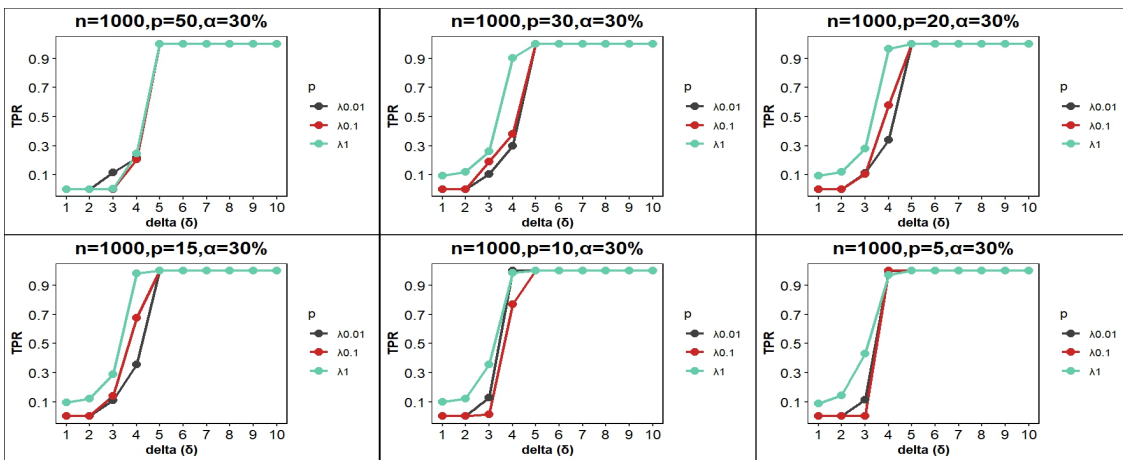 n=1000,p=50,α=30%
TPR
0.9
0.7
0.5
0.3
0.1
1 2 3 4 5 6 7 8 9 10
delta (δ)
p
λ0.01
λ0.1
λ1
n=1000,p=30,α=30%
TPR
0.9
0.7
0.5
0.3
0.1
1 2 3 4 5 6 7 8 9 10
delta (δ)
p
λ0.01
λ0.1
λ1
n=1000,p=20,α=30%
TPR
0.9
0.7
0.5
0.3
0.1
1 2 3 4 5 6 7 8 9 10
delta (δ)
p
λ0.01
λ0.1
λ1
n=1000,p=15,α=30%
TPR
0.9
0.7
0.5
0.3
0.1
1 2 3 4 5 6 7 8 9 10
delta (δ)
p
λ0.01
λ0.1
λ1
n=1000,p=10,α=30%
TPR
0.9
0.7
0.5
0.3
0.1
1 2 3 4 5 6 7 8 9 10
delta (δ)
p
λ0.01
λ0.1
λ1
n=1000,p=5,α=30%
TPR
0.9
0.7
0.5
0.3
0.1
1 2 3 4 5 6 7 8 9 10
delta (δ)
p
λ0.01
λ0.1
λ1